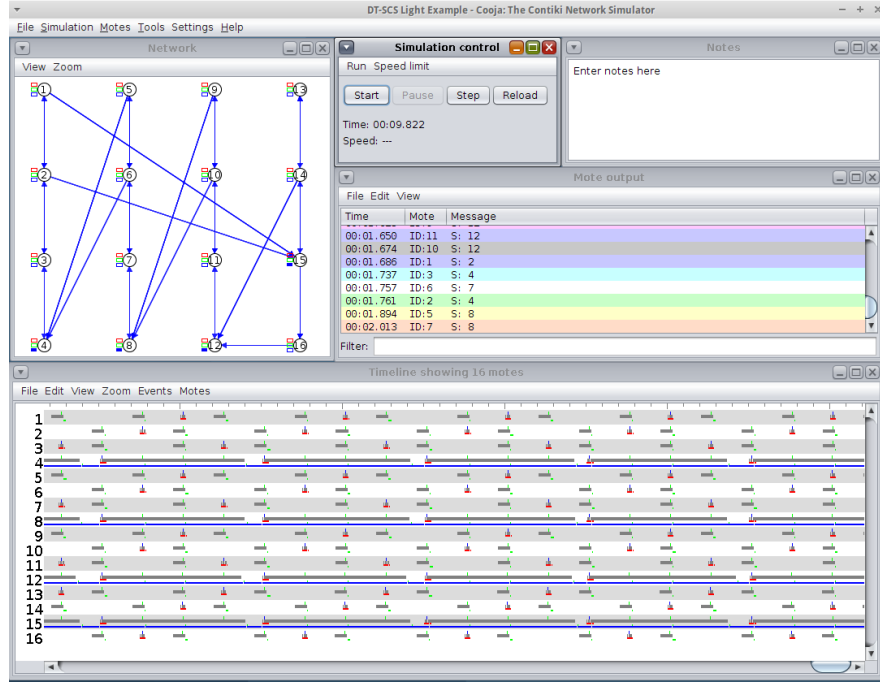 DT-SCS Light Example - Cooja: The Contiki Network Simulator
File Simulation Motes Tools Settings Help
Network
View Zoom
1 5 9 13
2 6 10 14
3 7 11 15
4 8 12 16
Simulation control
Run Speed limit
Start Pause Step Reload
Time: 00:09.822
Speed: ---
Notes
Enter notes here
Mote output
File Edit View
Time Mote Message
00:01.650 ID:11 S: 12
00:01.674 ID:10 S: 12
00:01.686 ID:1 S: 2
00:01.737 ID:3 S: 4
00:01.757 ID:6 S: 7
00:01.761 ID:2 S: 4
00:01.894 ID:5 S: 8
00:02.013 ID:7 S: 8
Filter:
Timeline showing 16 motes
File Edit View Zoom Events Motes
1
2
3
4
5
6
7
8
9
10
11
12
13
14
15
16